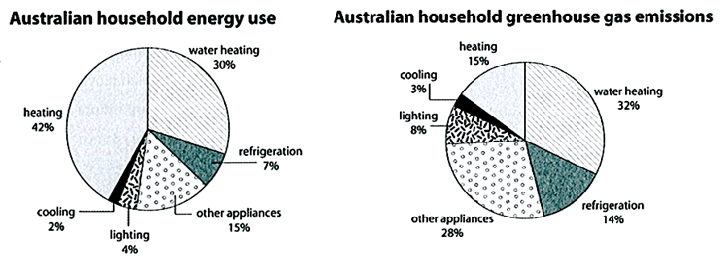 Australian household energy use
water heating
30%
heating
42%
refrigeration
7%
other appliances
15%
cooling
2%
lighting
4%
Australian household greenhouse gas emissions
heating
15%
cooling
3%
water heating
32%
lighting
8%
refrigeration
14%
other appliances
28%